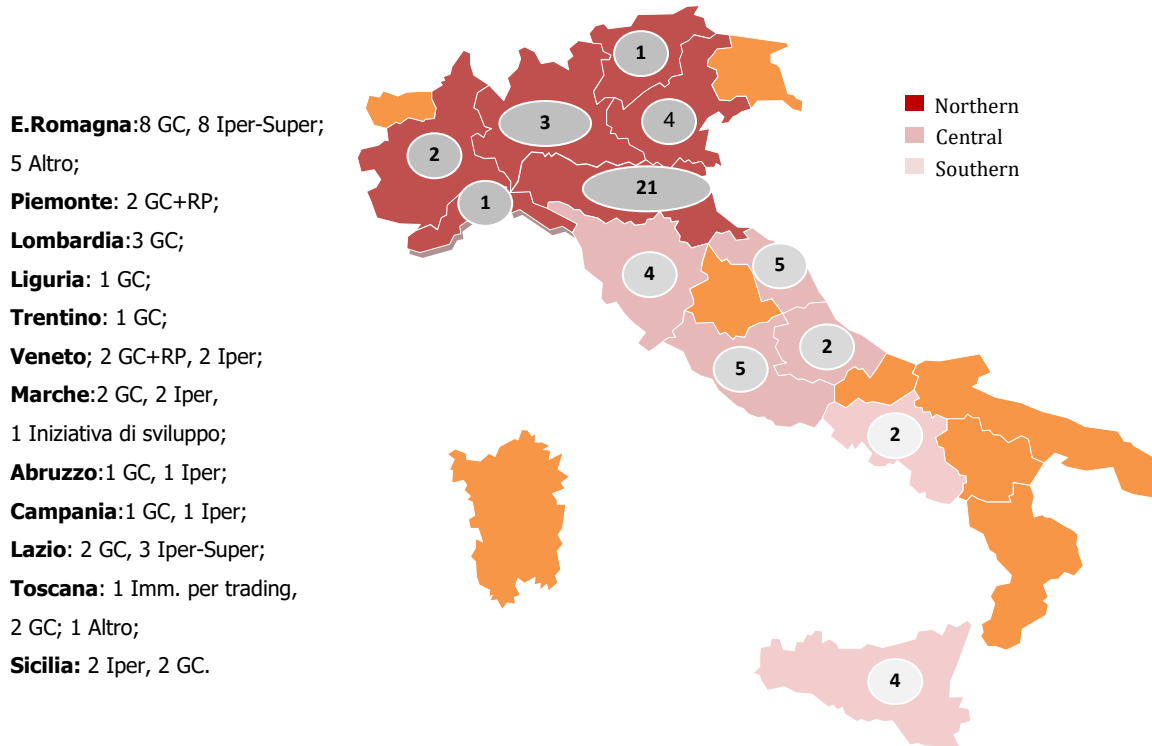 E.Romagna:8 GC, 8 Iper-Super;
5 Altro;
Piemonte: 2 GC+RP;
Lombardia:3 GC;
Liguria: 1 GC;
Trentino: 1 GC;
Veneto; 2 GC+RP, 2 Iper;
Marche:2 GC, 2 Iper,
1 Iniziativa di sviluppo;
Abruzzo:1 GC, 1 Iper;
Campania:1 GC, 1 Iper;
Lazio: 2 GC, 3 Iper-Super;
Toscana: 1 Imm. per trading,
2 GC; 1 Altro;
Sicilia: 2 Iper, 2 GC.
1
3
4
2
21
1
4
5
5
2
2
4
Northern
Central
Southern